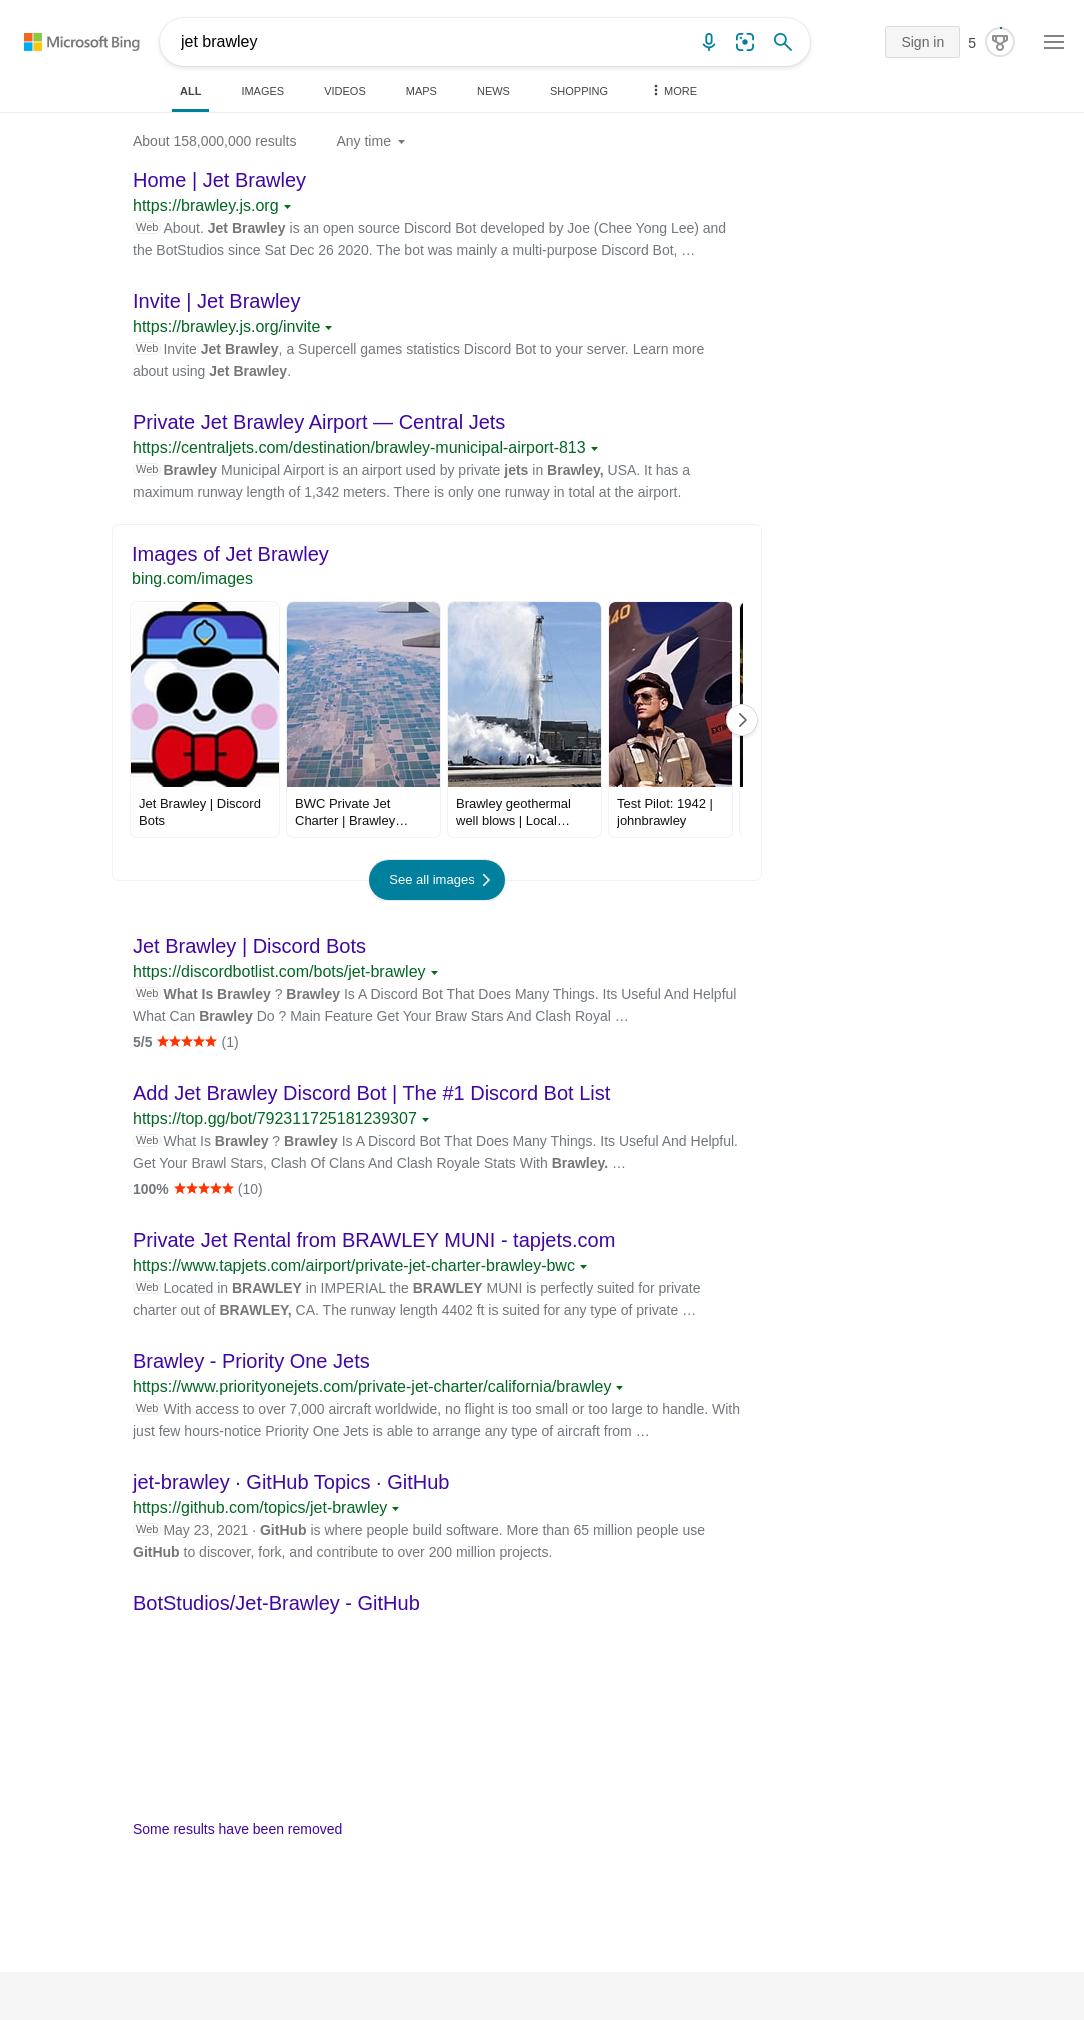 Microsoft Bing
jet brawley
Sign in
5
ALL
IMAGES
VIDEOS
MAPS
NEWS
SHOPPING
MORE
About 158,000,000 results
Any time
Home | Jet Brawley
https://brawley.js.org
Web About. Jet Brawley is an open source Discord Bot developed by Joe (Chee Yong Lee) and
the BotStudios since Sat Dec 26 2020. The bot was mainly a multi-purpose Discord Bot, …
Invite | Jet Brawley
https://brawley.js.org/invite
Web Invite Jet Brawley, a Supercell games statistics Discord Bot to your server. Learn more
about using Jet Brawley.
Private Jet Brawley Airport — Central Jets
https://centraljets.com/destination/brawley-municipal-airport-813
Web Brawley Municipal Airport is an airport used by private jets in Brawley, USA. It has a
maximum runway length of 1,342 meters. There is only one runway in total at the airport.
Images of Jet Brawley
bing.com/images
40
EXTIN
Jet Brawley | Discord
Bots
BWC Private Jet
Charter | Brawley…
Brawley geothermal
well blows | Local…
Test Pilot: 1942 |
johnbrawley
See all images
Jet Brawley | Discord Bots
https://discordbotlist.com/bots/jet-brawley
Web What Is Brawley ? Brawley Is A Discord Bot That Does Many Things. Its Useful And Helpful
What Can Brawley Do ? Main Feature Get Your Braw Stars And Clash Royal …
5/5 ★★★★★ (1)
Add Jet Brawley Discord Bot | The #1 Discord Bot List
https://top.gg/bot/792311725181239307
Web What Is Brawley ? Brawley Is A Discord Bot That Does Many Things. Its Useful And Helpful.
Get Your Brawl Stars, Clash Of Clans And Clash Royale Stats With Brawley. …
100% ★★★★★ (10)
Private Jet Rental from BRAWLEY MUNI - tapjets.com
https://www.tapjets.com/airport/private-jet-charter-brawley-bwc
Web Located in BRAWLEY in IMPERIAL the BRAWLEY MUNI is perfectly suited for private
charter out of BRAWLEY, CA. The runway length 4402 ft is suited for any type of private …
Brawley - Priority One Jets
https://www.priorityonejets.com/private-jet-charter/california/brawley
Web With access to over 7,000 aircraft worldwide, no flight is too small or too large to handle. With
just few hours-notice Priority One Jets is able to arrange any type of aircraft from …
jet-brawley · GitHub Topics · GitHub
https://github.com/topics/jet-brawley
Web May 23, 2021 · GitHub is where people build software. More than 65 million people use
GitHub to discover, fork, and contribute to over 200 million projects.
BotStudios/Jet-Brawley - GitHub
Some results have been removed